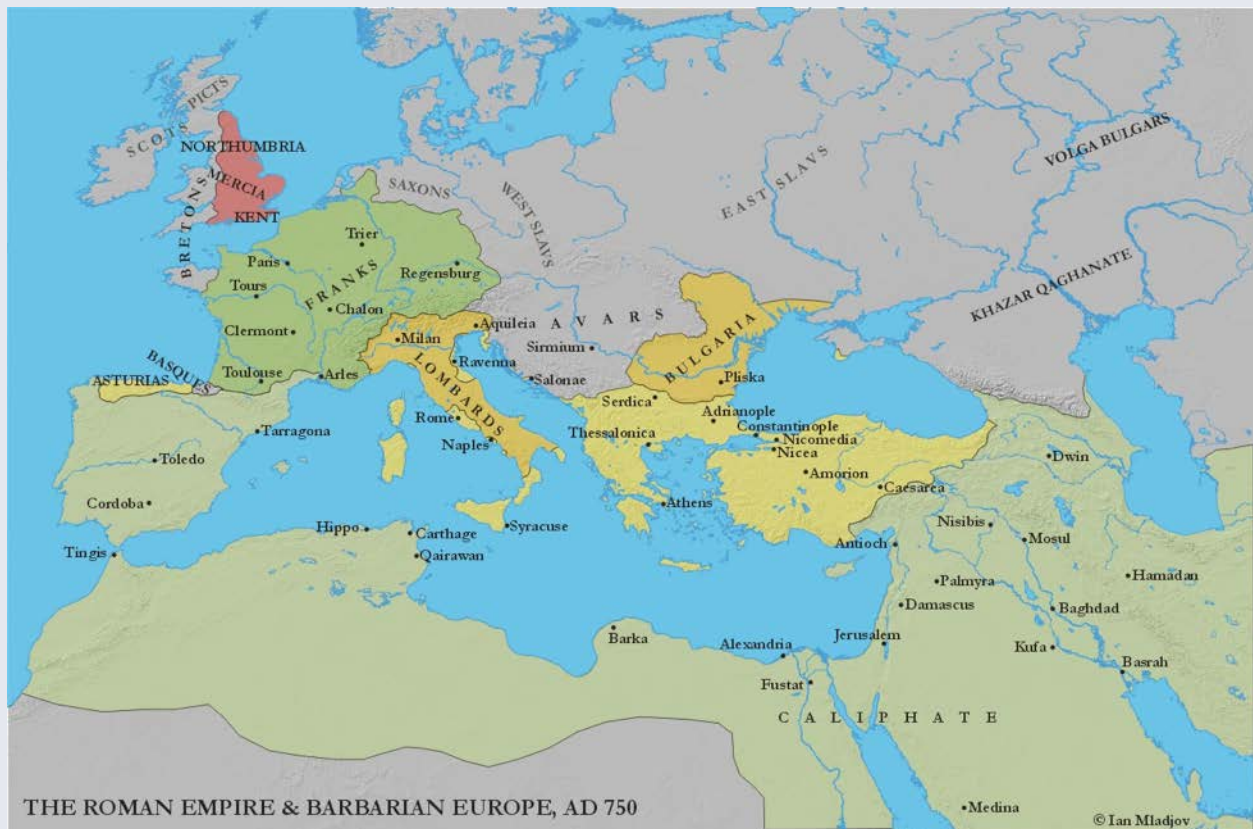 PICTS
SCOTS
NORTHUMBRIA
MERCIA
KENT
BRETONS
SAXONS
WEST SLAVS
EAST SLAVS
VOLGA BULGARS
KHAZAR QAGHANATE
Trier
Paris
FRANKS
Regensburg
Tours
Chalon
Clermont
Toulouse
Arles
AVARS
Sirmium
Salonae
Aquileia
Milan
Ravenna
LOMBARDS
Rome
Naples
BULGARIA
Pliska
Serdica
Adrianople
Constantinople
Thessalonica
Nicomedia
Nicea
Amorion
Caesarea
Athens
Syracuse
BASQUES
ASTURIAS
Tarragona
Toledo
Cordoba
Tingis
Hippo
Carthage
Qairawan
Barka
Alexandria
Fustat
Jerusalem
Antioch
Damascus
Palmyra
Nisibis
Mosul
Dwin
Hamadan
Baghdad
Kufa
Basrah
CALIPHATE
Medina
THE ROMAN EMPIRE & BARBARIAN EUROPE, AD 750
© Ian Mladjov